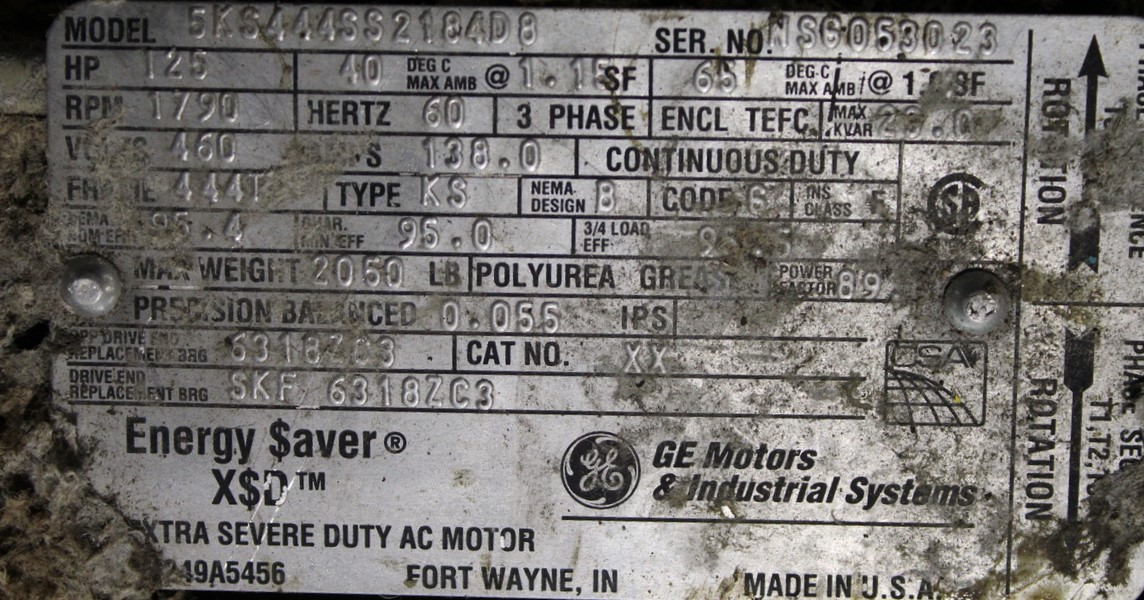 MODEL 5KS444SS2184D8 SER. NO. NSG053023
HP 125 40 DEG C MAX AMB @ 1.15 SF 65 DEG C MAX AMB @ SF
RPM 1790 HERTZ 60 3 PHASE ENCL TEFC MAX KVAR
VOLTS 460 138.0 CONTINUOUS DUTY
FRAME 444T TYPE KS NEMA DESIGN B CODE G INS CLASS F
95.4 EFF 95.0 3/4 LOAD EFF
MAX WEIGHT 2050 LB POLYUREA GREASE POWER FACTOR 89
PRECISION BALANCED 0.055 IPS
OPP DRIVE END REPLACEMENT BRG 6318ZC3 CAT NO. XX
DRIVE END REPLACEMENT BRG SKF 6318ZC3
Energy $aver®
X$D™
GE
GE Motors
& Industrial Systems
EXTRA SEVERE DUTY AC MOTOR
249A5456 FORT WAYNE, IN MADE IN U.S.A.
ROTATION
ROTATION